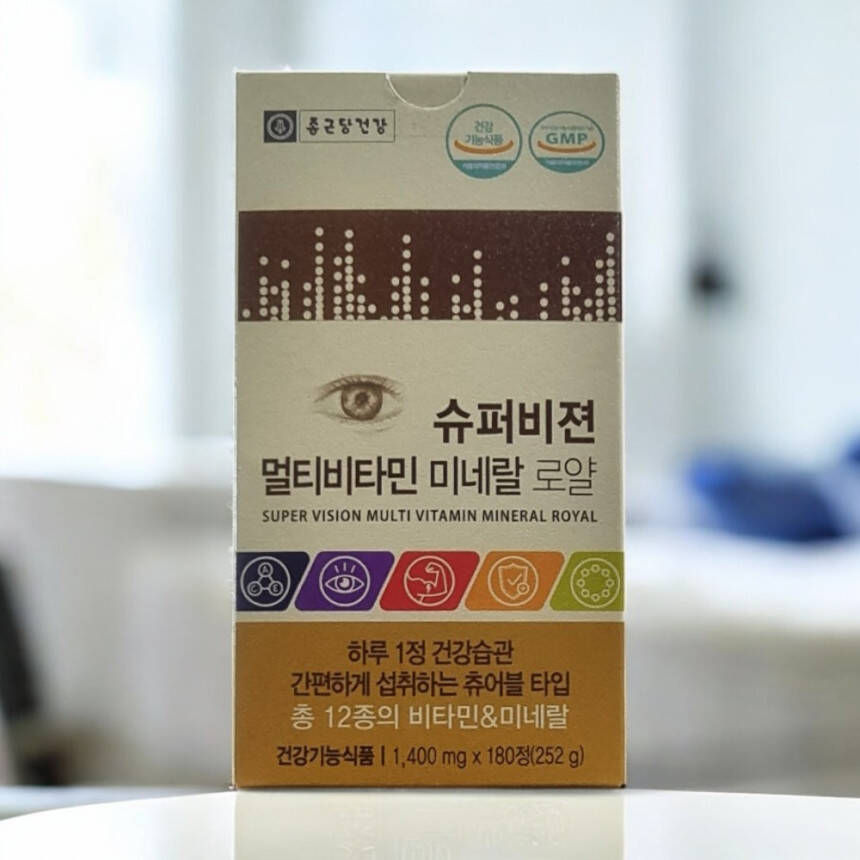 종근당건강
건강
기능식품
GMP
슈퍼비젼
멀티비타민 미네랄 로얄
SUPER VISION MULTI VITAMIN MINERAL ROYAL
A
C E
하루 1정 건강습관
간편하게 섭취하는 츄어블 타입
총 12종의 비타민&미네랄
건강기능식품 | 1,400 mg x 180정(252 g)